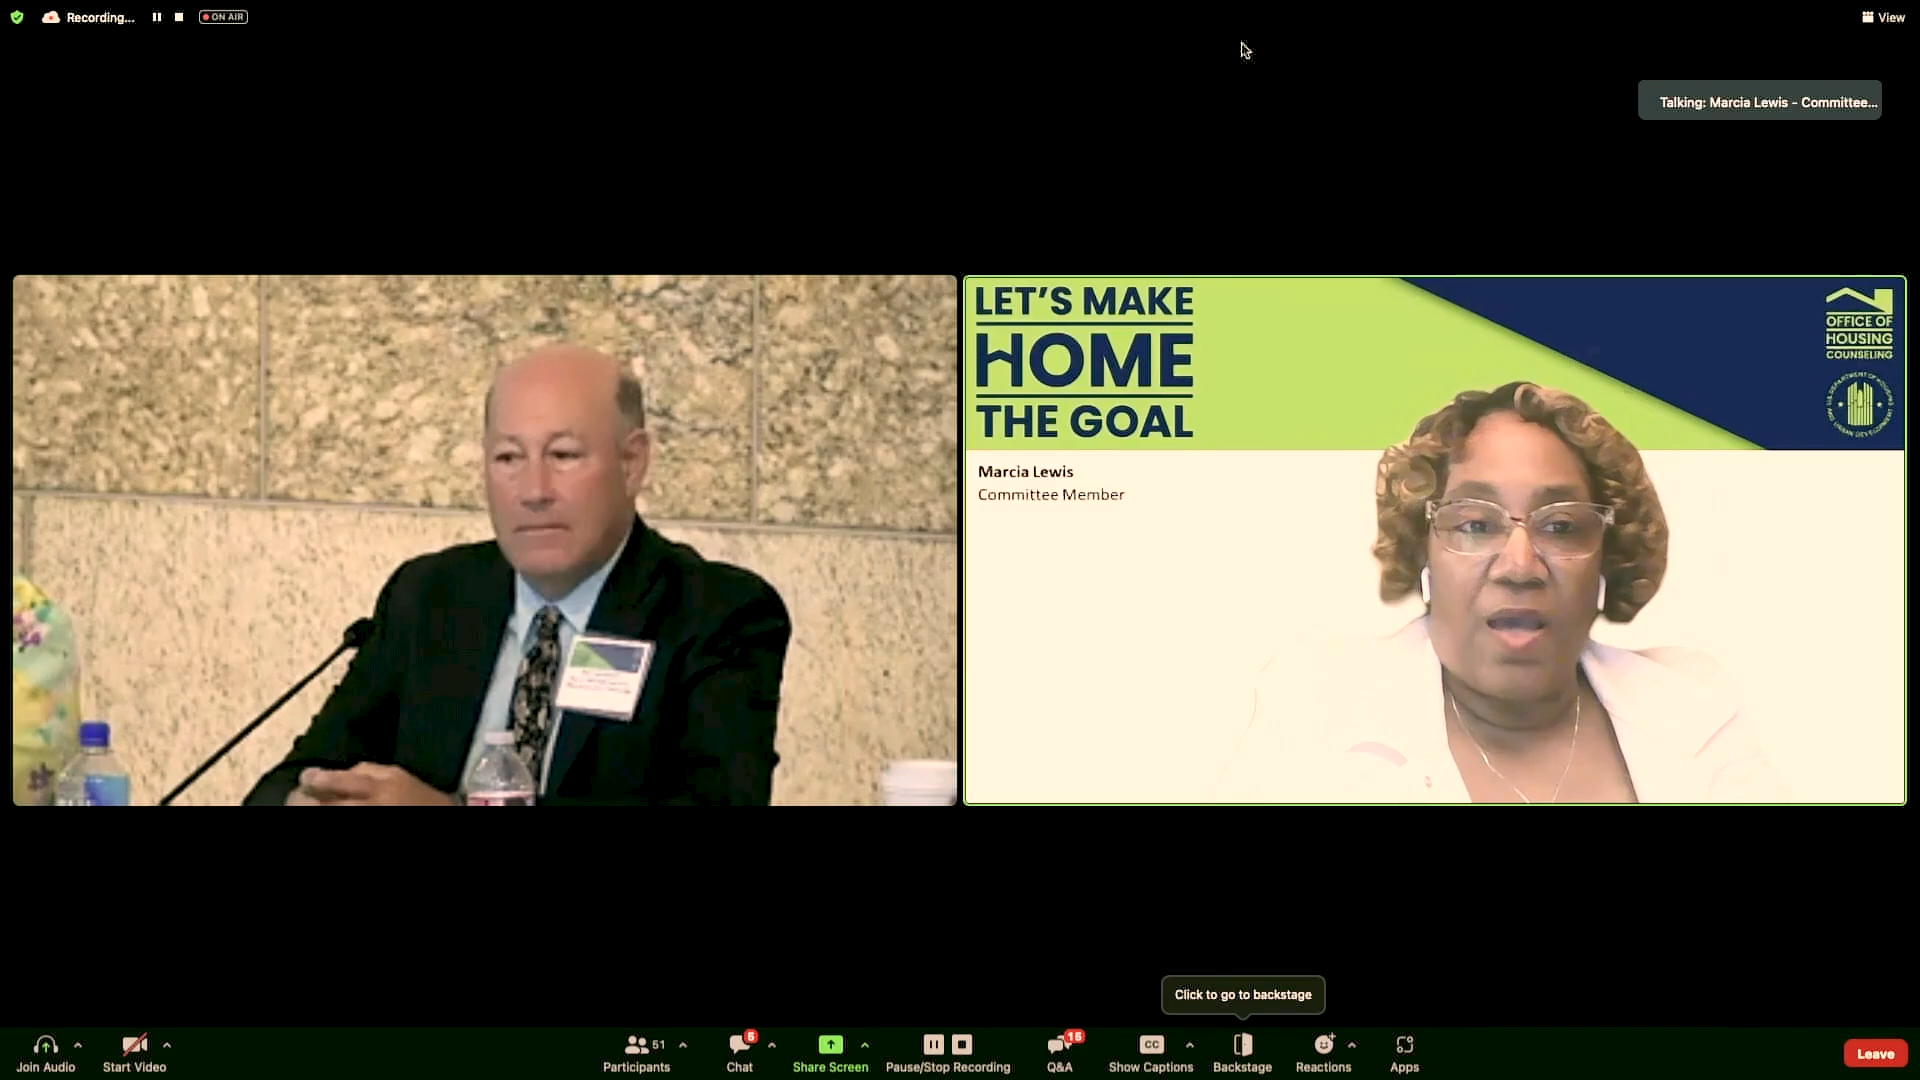 Recording...
ON AIR
View
Talking: Marcia Lewis - Committee...
LET'S MAKE
HOME
THE GOAL
OFFICE OF
HOUSING
COUNSELING
Marcia Lewis
Committee Member
Click to go to backstage
Join Audio
Start Video
51
Participants
5
Chat
Share Screen
Pause/Stop Recording
15
Q&A
CC
Show Captions
Backstage
Reactions
Apps
Leave